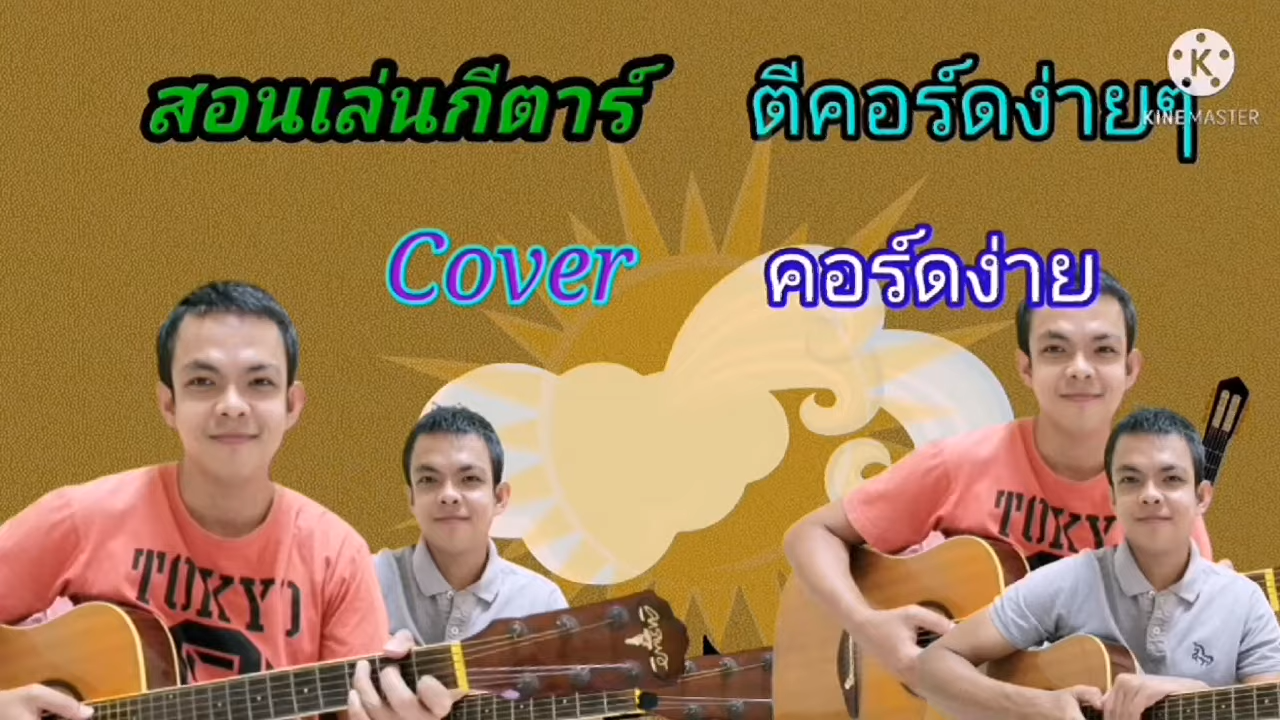 สอนเล่นกีตาร์ ตีคอร์ดง่ายๆ
K
KINEMASTER
Cover คอร์ดง่าย
TOKYO
TOKY